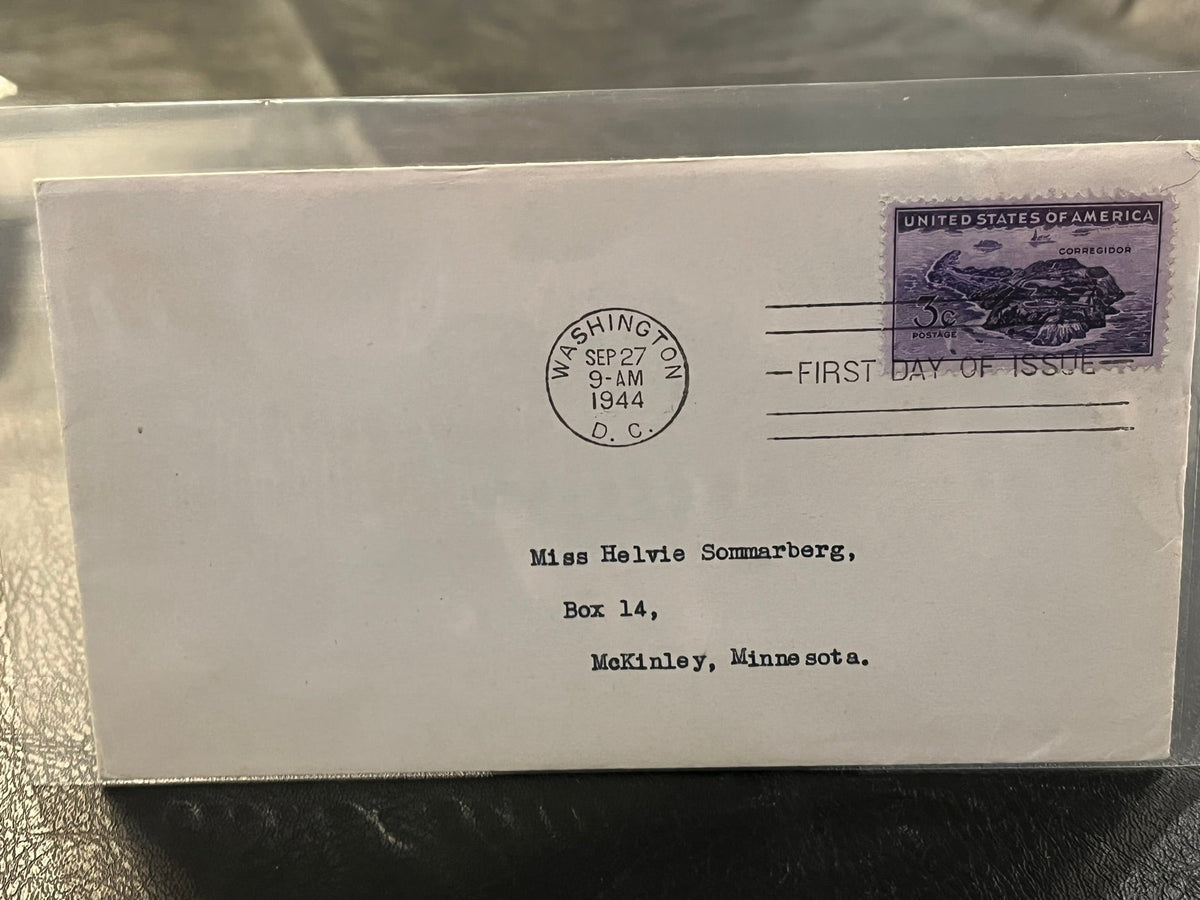 UNITED STATES OF AMERICA
CORREGIDOR
3¢
POSTAGE
WASHINGTON
SEP 27
9-AM
1944
D. C.
FIRST DAY OF ISSUE
Miss Helvie Sommarberg,
Box 14,
McKinley, Minnesota.